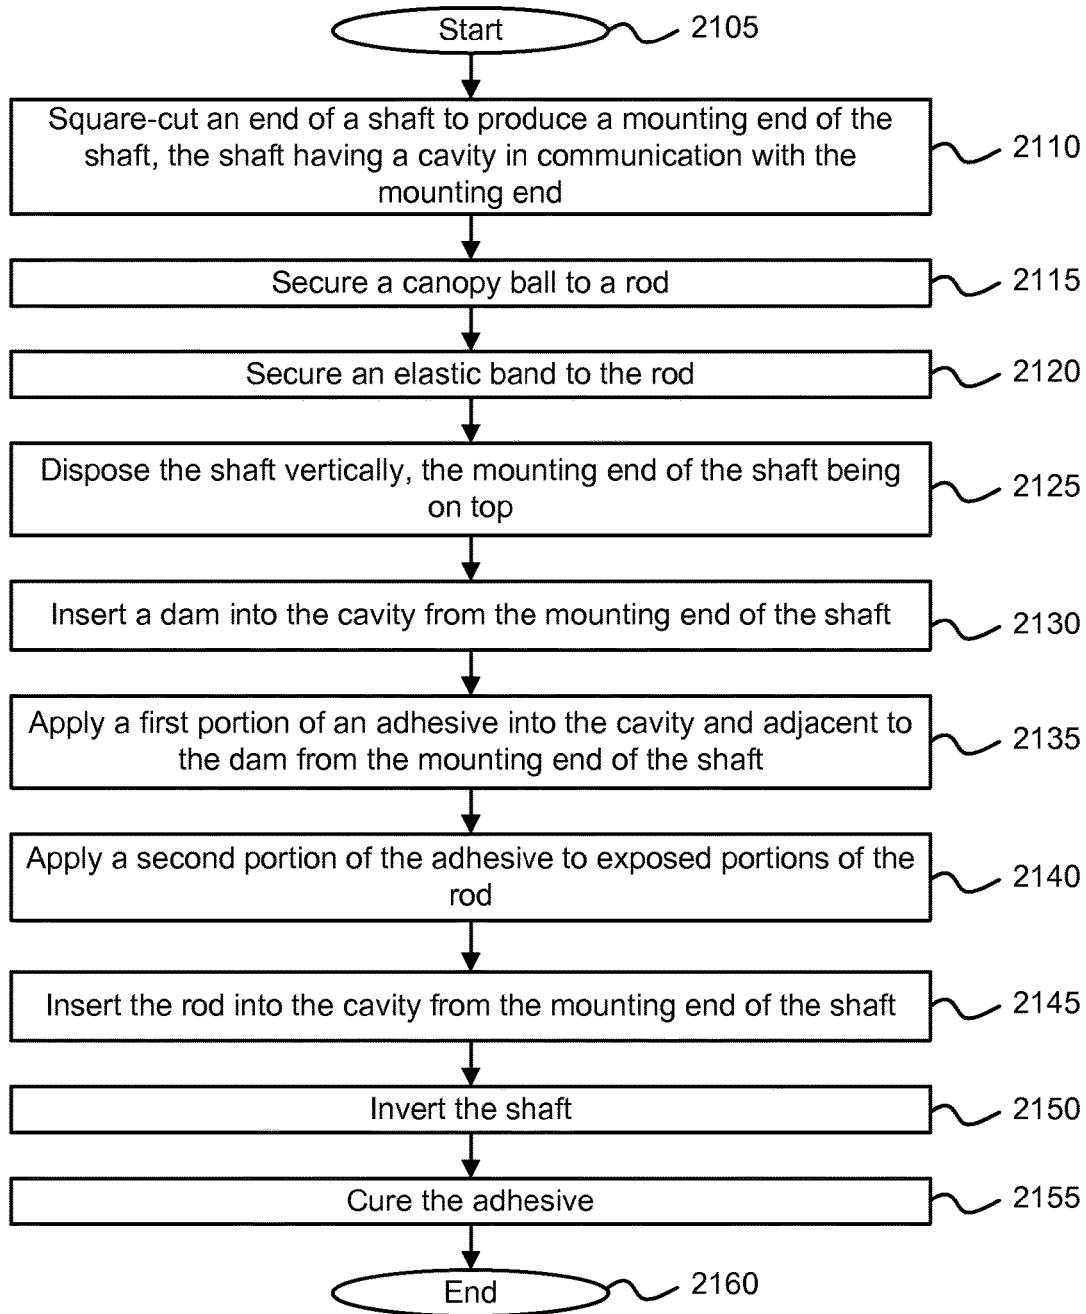 Start
2105
Square-cut an end of a shaft to produce a mounting end of the
shaft, the shaft having a cavity in communication with the
mounting end
2110
Secure a canopy ball to a rod
2115
Secure an elastic band to the rod
2120
Dispose the shaft vertically, the mounting end of the shaft being
on top
2125
Insert a dam into the cavity from the mounting end of the shaft
2130
Apply a first portion of an adhesive into the cavity and adjacent to
the dam from the mounting end of the shaft
2135
Apply a second portion of the adhesive to exposed portions of the
rod
2140
Insert the rod into the cavity from the mounting end of the shaft
2145
Invert the shaft
2150
Cure the adhesive
2155
End
2160